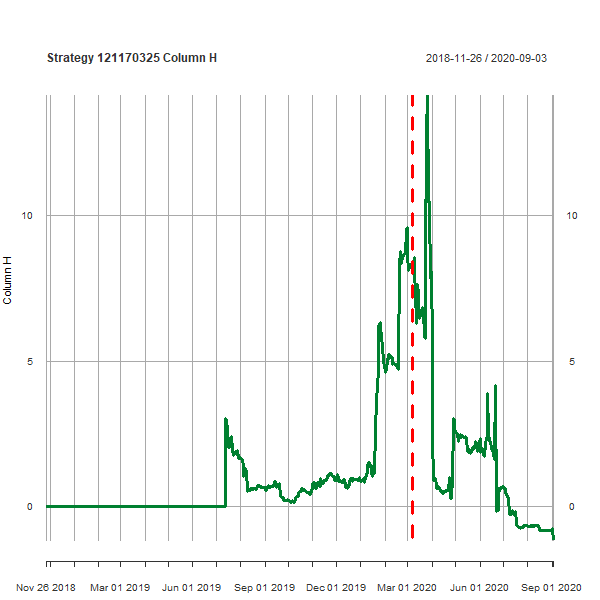 Strategy 121170325 Column H
2018-11-26 / 2020-09-03
10
10
5
5
0
0
Column H
Nov 26 2018
Mar 01 2019
Jun 01 2019
Sep 01 2019
Dec 01 2019
Mar 01 2020
Jun 01 2020
Sep 01 2020